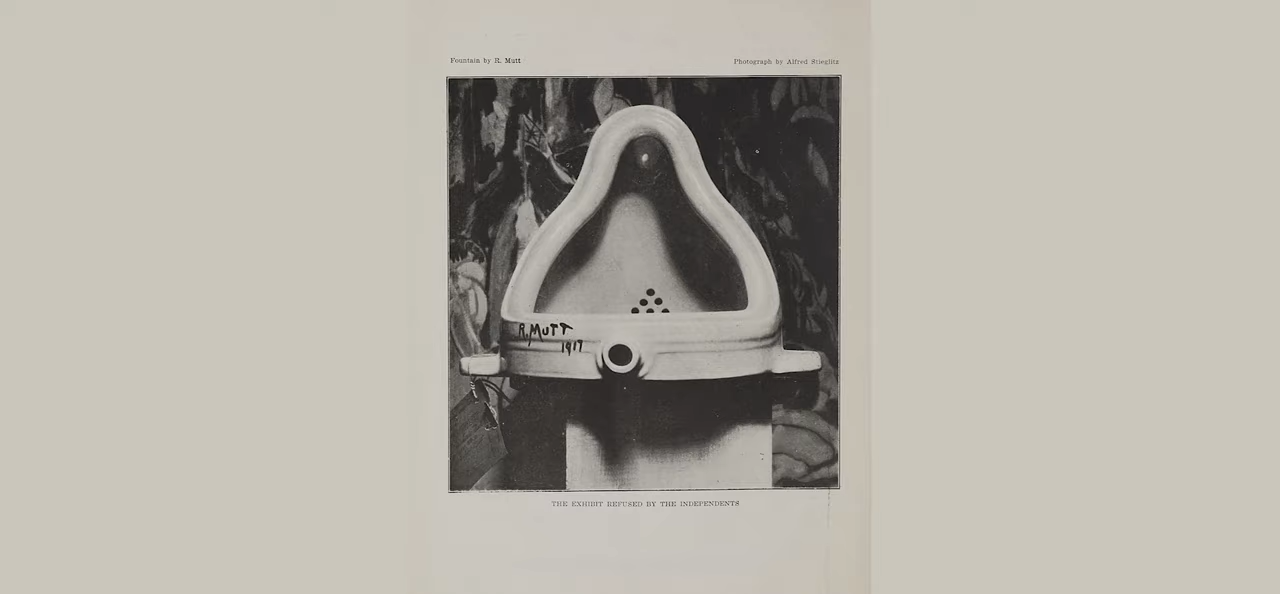 Fountain by R. Mutt
Photograph by Alfred Stieglitz
R. MUTT
1917
THE EXHIBIT REFUSED BY THE INDEPENDENTS